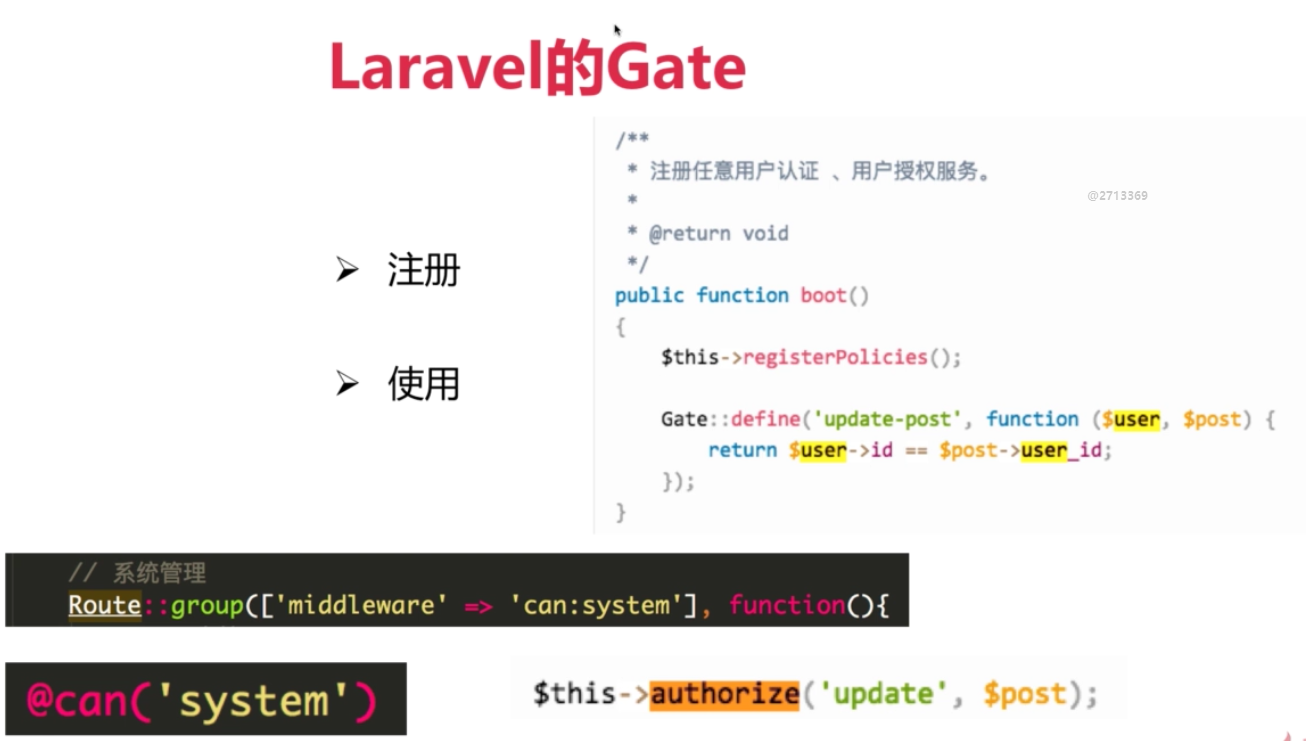 Laravel的Gate
➢ 注册
➢ 使用
/**
 * 注册任意用户认证 、用户授权服务。
 *
 * @return void
 */
public function boot()
{
    $this->registerPolicies();

    Gate::define('update-post', function ($user, $post) {
        return $user->id == $post->user_id;
    });
}
@2713369
// 系统管理
Route::group(['middleware' => 'can:system'], function(){
@can('system')
$this->authorize('update', $post);